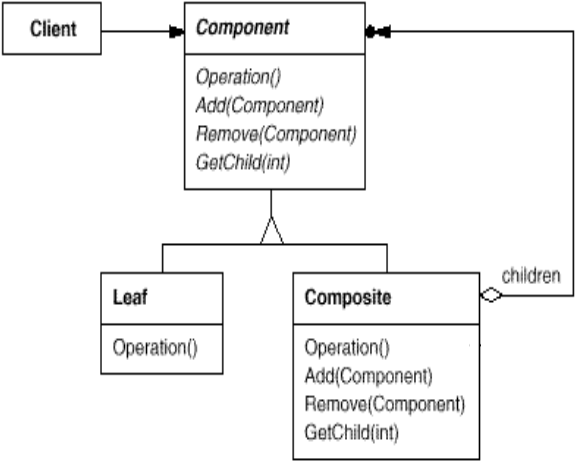 Client
Component
Operation()
Add(Component)
Remove(Component)
GetChild(int)
children
Leaf
Operation()
Composite
Operation()
Add(Component)
Remove(Component)
GetChild(int)